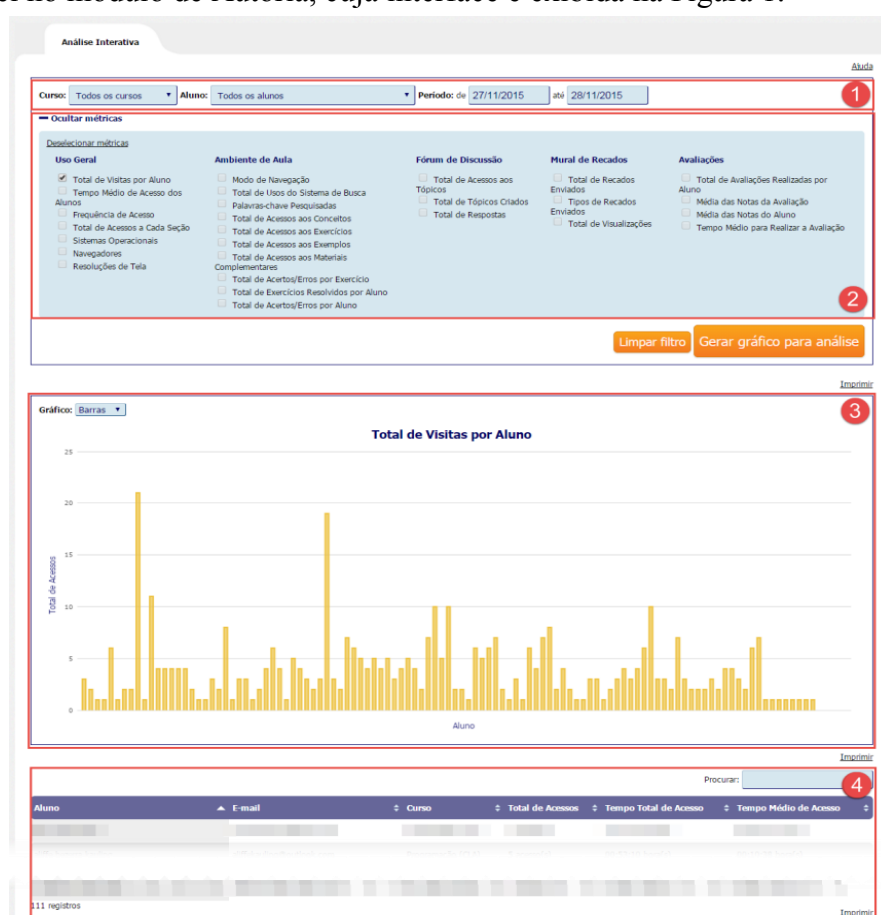 Análise Interativa
Ajuda
Curso: Todos os cursos Aluno: Todos os alunos Período: de 27/11/2015 até 28/11/2015
1
Ocultar métricas
Deselecionar métricas
Uso Geral
Total de Visitas por Aluno
Tempo Médio de Acesso dos
Alunos
Frequência de Acesso
Total de Acessos a Cada Seção
Sistemas Operacionais
Navegadores
Resoluções de Tela
Ambiente de Aula
Modo de Navegação
Total de Usos do Sistema de Busca
Palavras-chave Pesquisadas
Total de Acessos aos Conceitos
Total de Acessos aos Exercícios
Total de Acessos aos Exemplos
Total de Acessos aos Materiais
Complementares
Total de Acertos/Erros por Exercício
Total de Exercícios Resolvidos por Aluno
Total de Acertos/Erros por Aluno
Fórum de Discussão
Total de Acessos aos
Tópicos
Total de Tópicos Criados
Total de Respostas
Mural de Recados
Total de Recados
Enviados
Tipos de Recados
Enviados
Total de Visualizações
Avaliações
Total de Avaliações Realizadas por
Aluno
Média das Notas da Avaliação
Média das Notas do Aluno
Tempo Médio para Realizar a Avaliação
2
Limpar filtro Gerar gráfico para análise
Imprimir
Gráfico: Barras
3
Total de Visitas por Aluno
25
20
15
10
5
0
Total de Acessos
Aluno
Imprimir
Procurar:
4
Aluno E-mail Curso Total de Acessos Tempo Total de Acesso Tempo Médio de Acesso
111 registros
Imprimir